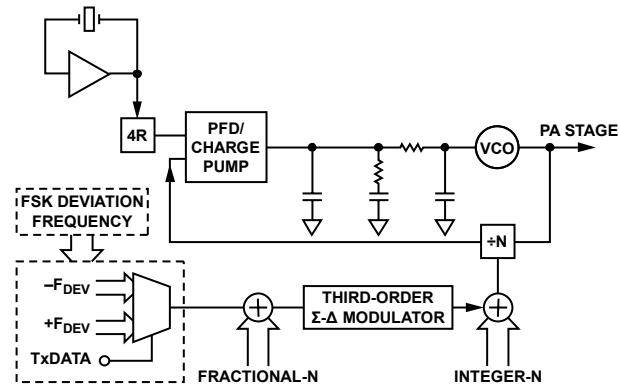 4R
PFD/
CHARGE
PUMP
VCO
PA STAGE
FSK DEVIATION
FREQUENCY
÷N
–FDEV
+FDEV
TxDATA
THIRD-ORDER
Σ-Δ MODULATOR
FRACTIONAL-N
INTEGER-N